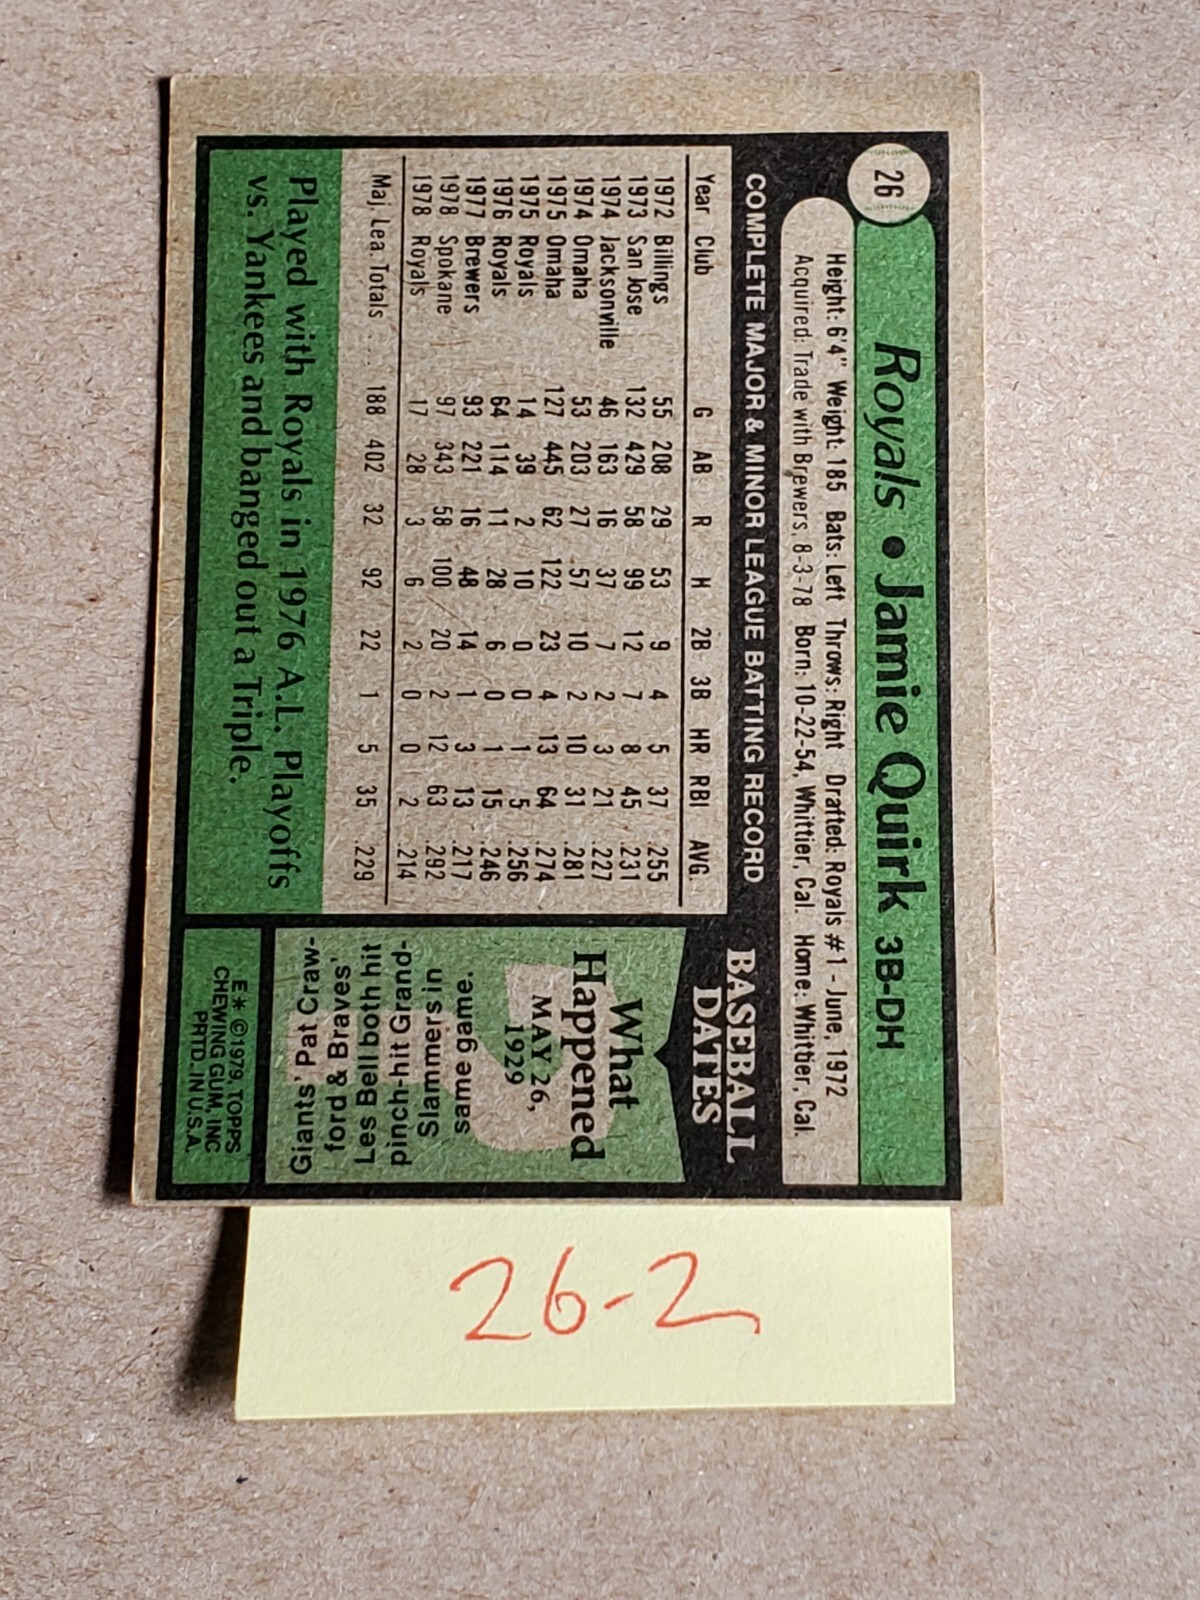 26
Royals • Jamie Quirk 3B-DH
Height: 6'4" Weight: 185 Bats: Left Throws: Right Drafted: Royals #1 - June, 1972
Acquired: Trade with Brewers, 8-3-78 Born: 10-22-54, Whittier, Cal. Home: Whittier, Cal.
COMPLETE MAJOR & MINOR LEAGUE BATTING RECORD
Year Club G AB R H 2B 3B HR RBI AVG.
1972 Billings 55 208 29 53 9 4 5 37 .255
1973 San Jose 132 429 58 99 12 7 8 45 .231
1974 Jacksonville 46 163 16 37 7 2 3 21 .227
1974 Omaha 53 203 27 57 10 2 10 31 .281
1975 Omaha 127 445 62 122 23 4 13 64 .274
1975 Royals 14 39 2 10 0 0 1 5 .256
1976 Royals 64 114 11 28 6 0 1 15 .246
1977 Brewers 93 221 16 48 14 1 3 13 .217
1978 Spokane 97 343 58 100 20 2 12 63 .292
1978 Royals 17 28 3 6 2 0 0 2 .214
Maj. Lea. Totals .... 188 402 32 92 22 1 5 35 .229
Played with Royals in 1976 A.L. Playoffs
vs. Yankees and banged out a Triple.
BASEBALL
DATES
What
Happened
MAY 26,
1929
Giants' Pat Craw-
ford & Braves'
Les Bell both hit
pinch-hit Grand-
Slammers in
same game.
E* ©1979, TOPPS
CHEWING GUM, INC
PRTD. IN U.S.A.
26-2